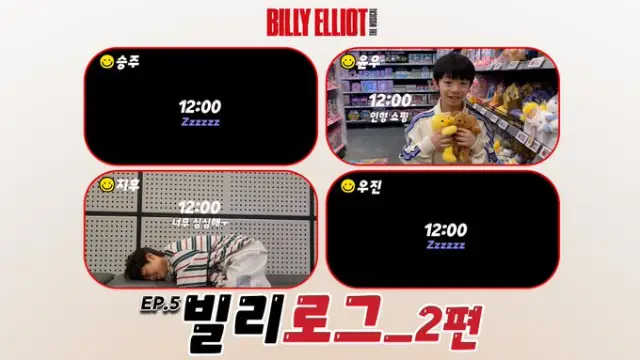 BILLY ELLIOT
THE MUSICAL
승주
12:00
Zzzzzz
윤우
12:00
인형 쇼핑
지후
12:00
너무 심심해~
우진
12:00
Zzzzzz
EP.5 빌리로그_2편